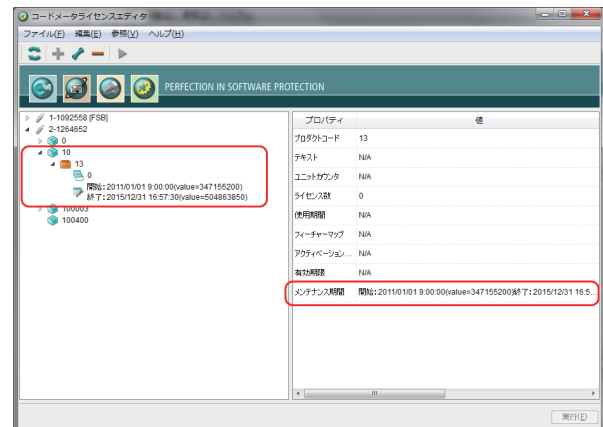 コードメータライセンスエディタ
ファイル(F) 編集(E) 参照(V) ヘルプ(H)
PERFECTION IN SOFTWARE PROTECTION
1-1092558 [FSB]
2-1264652
0
10
13
0
開始:2011/01/01 9:00:00(value=347155200)
終了:2015/12/31 16:57:30(value=504863850)
100003
100400
プロパティ 値
プロダクトコード 13
テキスト N/A
ユニットカウンタ N/A
ライセンス数 0
使用期間 N/A
フィーチャーマップ N/A
アクティベーション... N/A
有効期限 N/A
メンテナンス期間 開始:2011/01/01 9:00:00(value=347155200)終了:2015/12/31 16:5...
実行(E)